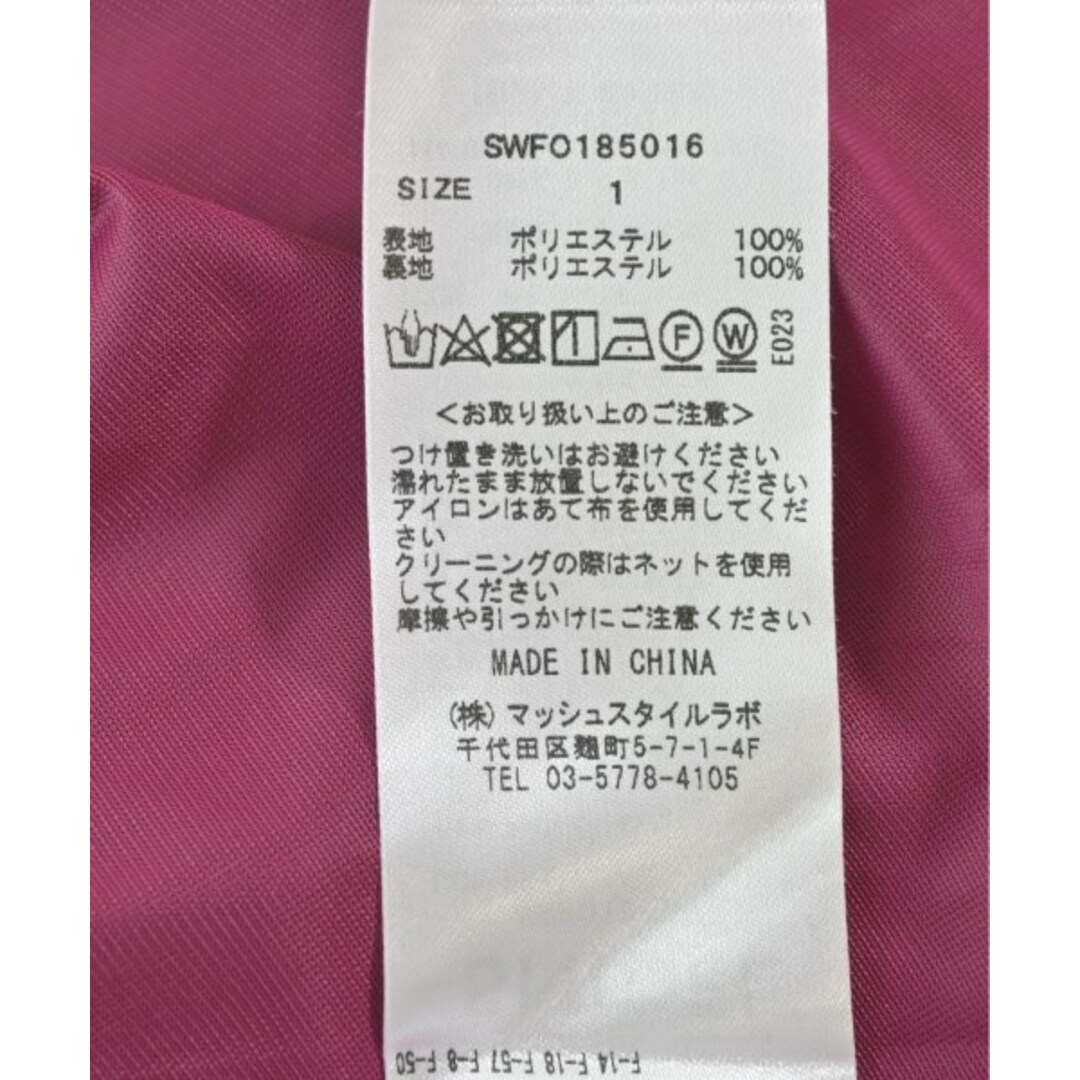 SWFO185016
SIZE 1
表地 ポリエステル 100%
裏地 ポリエステル 100%
F W E023
<お取り扱い上のご注意>
つけ置き洗いはお避けください
濡れたまま放置しないでください
アイロンはあて布を使用してくだ
さい
クリーニングの際はネットを使用
してください
摩擦や引っかけにご注意ください
MADE IN CHINA
(株)マッシュスタイルラボ
千代田区麹町5-7-1-4F
TEL 03-5778-4105
F-14 F-18 F-57 F-8 F-50